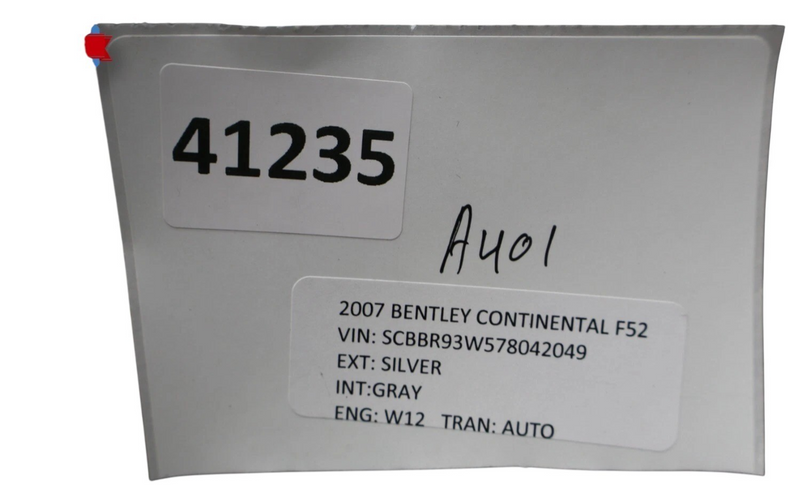 41235
A401
2007 BENTLEY CONTINENTAL F52
VIN: SCBBR93W578042049
EXT: SILVER
INT:GRAY
ENG: W12 TRAN: AUTO